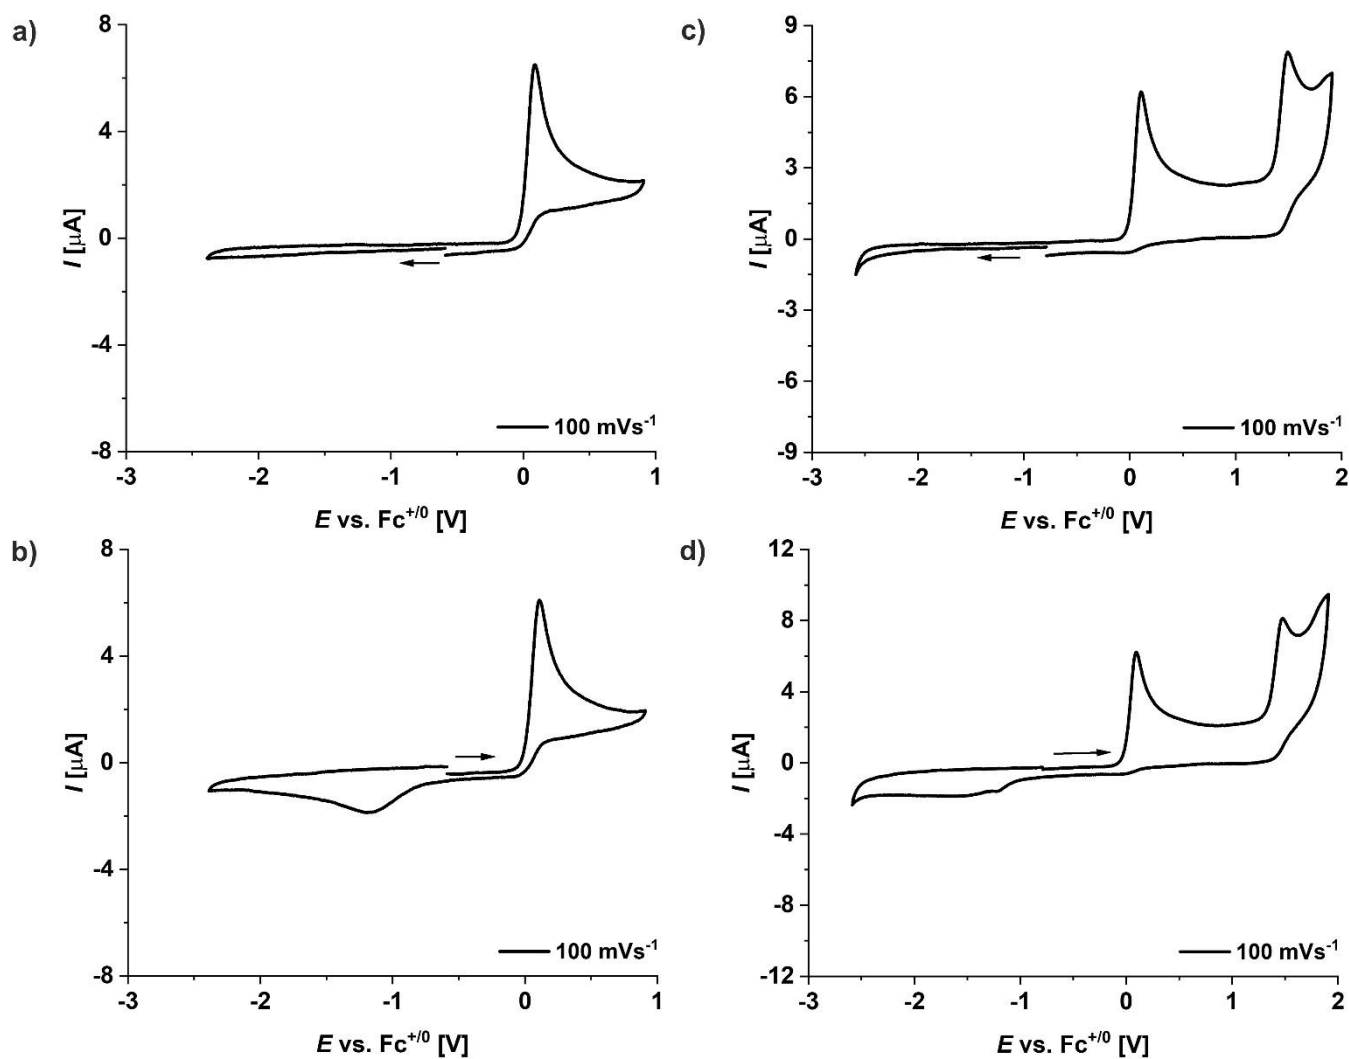 a)
8
4
0
-4
-8
I [µA]
100 mVs⁻¹
-3 -2 -1 0 1
E vs. Fc⁺/⁰ [V]
c)
9
6
3
0
-3
-6
-9
I [µA]
100 mVs⁻¹
-3 -2 -1 0 1 2
E vs. Fc⁺/⁰ [V]
b)
8
4
0
-4
-8
I [µA]
100 mVs⁻¹
-3 -2 -1 0 1
E vs. Fc⁺/⁰ [V]
d)
12
8
4
0
-4
-8
-12
I [µA]
100 mVs⁻¹
-3 -2 -1 0 1 2
E vs. Fc⁺/⁰ [V]